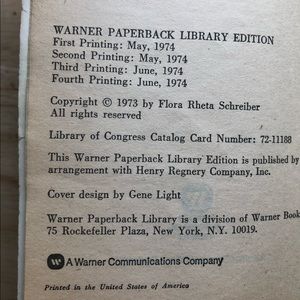 WARNER PAPERBACK LIBRARY EDITION
First Printing: May, 1974
Second Printing: May, 1974
Third Printing: June, 1974
Fourth Printing: June, 1974
Copyright © 1973 by Flora Rheta Schreiber
All rights reserved
Library of Congress Catalog Card Number: 72-11188
This Warner Paperback Library Edition is published by
arrangement with Henry Regnery Company, Inc.
Cover design by Gene Light
Warner Paperback Library is a division of Warner Book
75 Rockefeller Plaza, New York, N.Y. 10019.
A Warner Communications Company
Printed in the United States of America